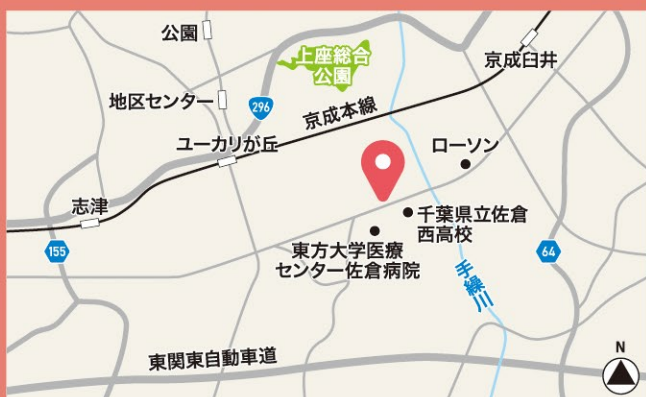 公園
上座総合
公園
京成臼井
地区センター
296
京成本線
ユーカリが丘
ローソン
志津
千葉県立佐倉
西高校
155
東方大学医療
センター佐倉病院
手繰川
64
東関東自動車道
N